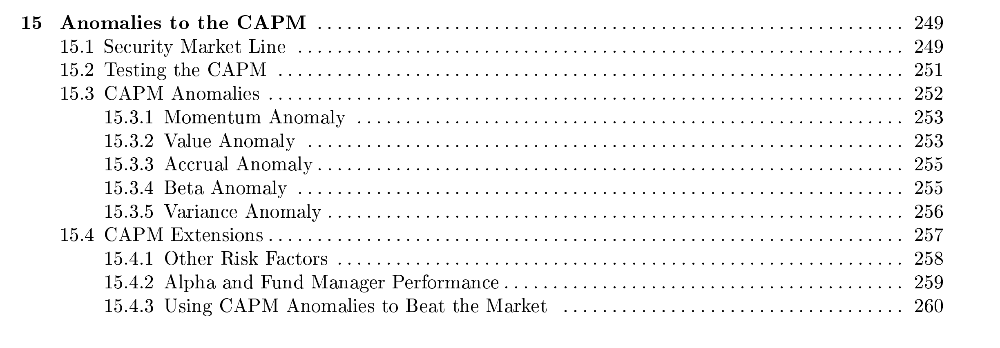 15 Anomalies to the CAPM . . . . . . . . . . . . . . . . . . . . . . . . . . . . . . 249
15.1 Security Market Line . . . . . . . . . . . . . . . . . . . . . . . . . . . . . . 249
15.2 Testing the CAPM . . . . . . . . . . . . . . . . . . . . . . . . . . . . . . 251
15.3 CAPM Anomalies . . . . . . . . . . . . . . . . . . . . . . . . . . . . . . 252
15.3.1 Momentum Anomaly . . . . . . . . . . . . . . . . . . . . . . . . . . . . . . 253
15.3.2 Value Anomaly . . . . . . . . . . . . . . . . . . . . . . . . . . . . . . 253
15.3.3 Accrual Anomaly . . . . . . . . . . . . . . . . . . . . . . . . . . . . . . 255
15.3.4 Beta Anomaly . . . . . . . . . . . . . . . . . . . . . . . . . . . . . . 255
15.3.5 Variance Anomaly . . . . . . . . . . . . . . . . . . . . . . . . . . . . . . 256
15.4 CAPM Extensions . . . . . . . . . . . . . . . . . . . . . . . . . . . . . . 257
15.4.1 Other Risk Factors . . . . . . . . . . . . . . . . . . . . . . . . . . . . . . 258
15.4.2 Alpha and Fund Manager Performance . . . . . . . . . . . . . . . . . . . . 259
15.4.3 Using CAPM Anomalies to Beat the Market . . . . . . . . . . . . . . . . . . 260